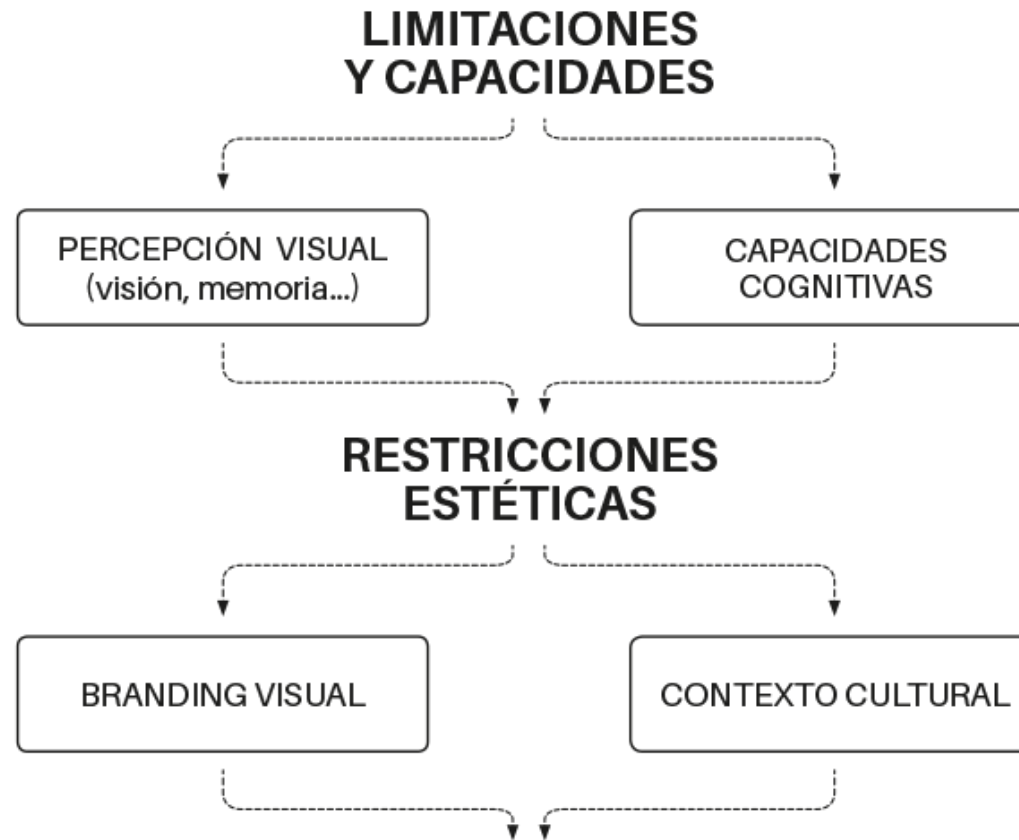 LIMITACIONES
Y CAPACIDADES
PERCEPCIÓN VISUAL
(visión, memoria...)
CAPACIDADES
COGNITIVAS
RESTRICCIONES
ESTÉTICAS
BRANDING VISUAL
CONTEXTO CULTURAL